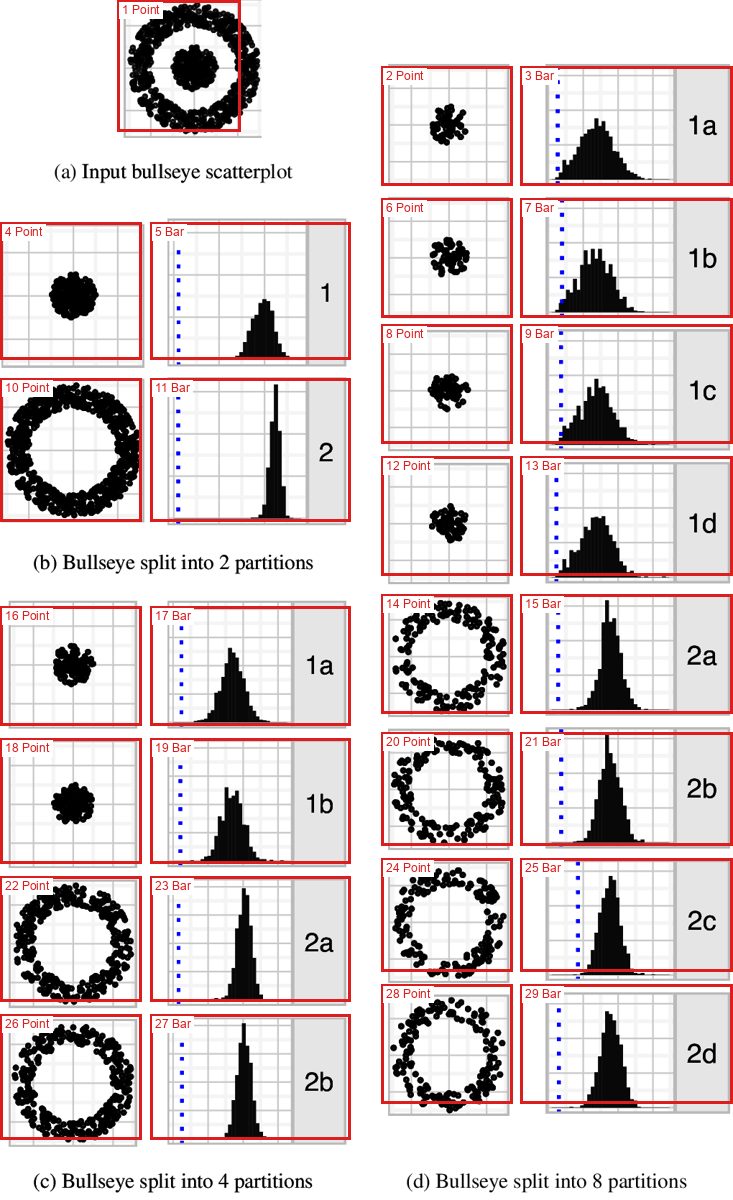 1 Point
(a) Input bullseye scatterplot
4 Point
5 Bar
1
10 Point
11 Bar
2
(b) Bullseye split into 2 partitions
16 Point
17 Bar
1a
18 Point
19 Bar
1b
22 Point
23 Bar
2a
26 Point
27 Bar
2b
(c) Bullseye split into 4 partitions
2 Point
3 Bar
1a
6 Point
7 Bar
1b
8 Point
9 Bar
1c
12 Point
13 Bar
1d
14 Point
15 Bar
2a
20 Point
21 Bar
2b
24 Point
25 Bar
2c
28 Point
29 Bar
2d
(d) Bullseye split into 8 partitions